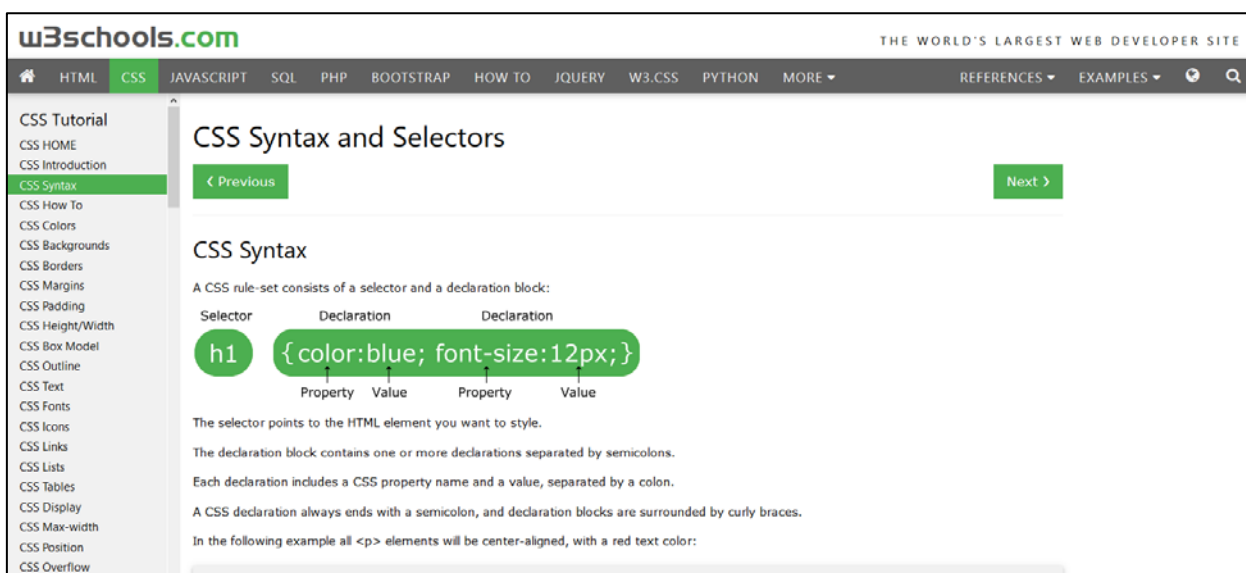 w3schools.com
THE WORLD'S LARGEST WEB DEVELOPER SITE
HTML CSS JAVASCRIPT SQL PHP BOOTSTRAP HOW TO JQUERY W3.CSS PYTHON MORE REFERENCES EXAMPLES
CSS Tutorial
CSS HOME
CSS Introduction
CSS Syntax
CSS How To
CSS Colors
CSS Backgrounds
CSS Borders
CSS Margins
CSS Padding
CSS Height/Width
CSS Box Model
CSS Outline
CSS Text
CSS Fonts
CSS Icons
CSS Links
CSS Lists
CSS Tables
CSS Display
CSS Max-width
CSS Position
CSS Overflow
CSS Syntax and Selectors
❮ Previous
Next ❯
CSS Syntax
A CSS rule-set consists of a selector and a declaration block:
Selector Declaration Declaration
h1 {color:blue; font-size:12px;}
Property Value Property Value
The selector points to the HTML element you want to style.
The declaration block contains one or more declarations separated by semicolons.
Each declaration includes a CSS property name and a value, separated by a colon.
A CSS declaration always ends with a semicolon, and declaration blocks are surrounded by curly braces.
In the following example all <p> elements will be center-aligned, with a red text color: